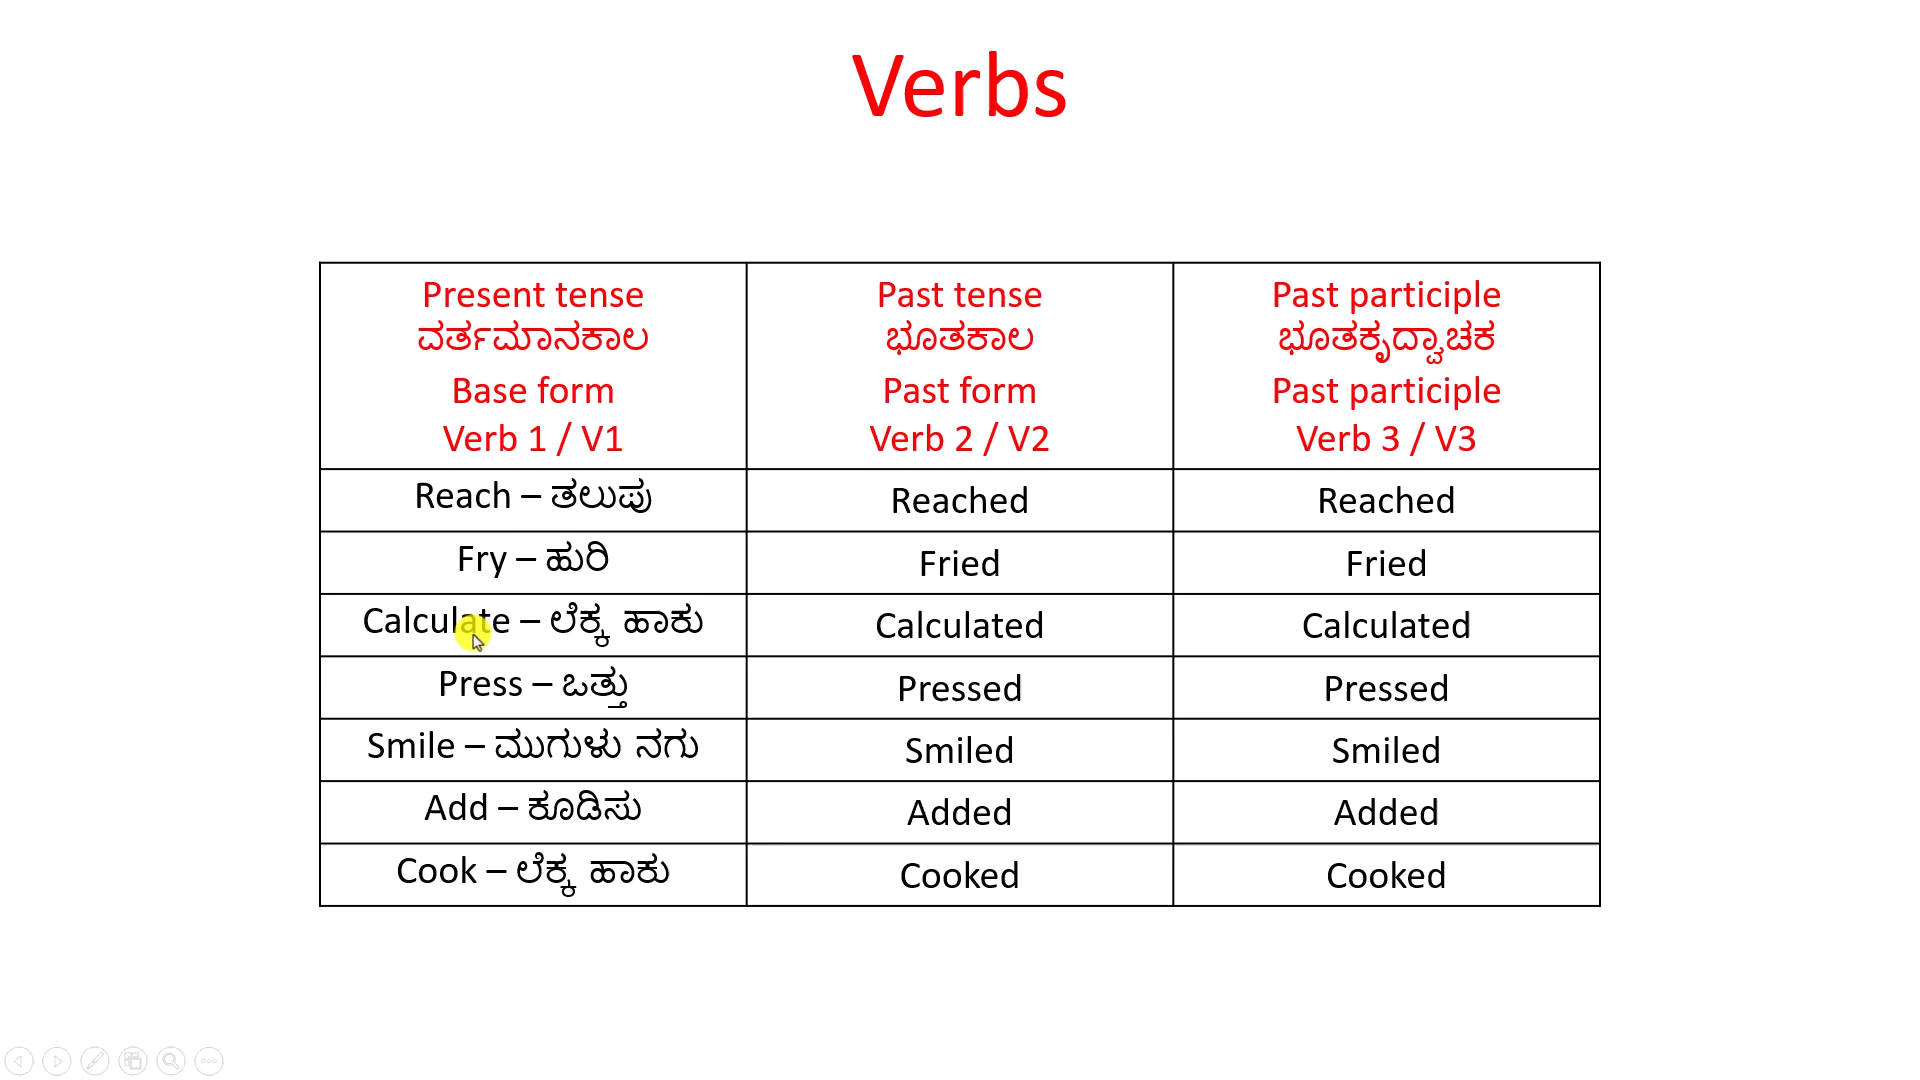 Verbs
Present tense
ವರ್ತಮಾನಕಾಲ
Base form
Verb 1 / V1
Past tense
ಭೂತಕಾಲ
Past form
Verb 2 / V2
Past participle
ಭೂತಕೃದ್ವಾಚಕ
Past participle
Verb 3 / V3
Reach – ತಲುಪು
Reached
Reached
Fry – ಹುರಿ
Fried
Fried
Calculate – ಲೆಕ್ಕ ಹಾಕು
Calculated
Calculated
Press – ಒತ್ತು
Pressed
Pressed
Smile – ಮುಗುಳು ನಗು
Smiled
Smiled
Add – ಕೂಡಿಸು
Added
Added
Cook – ಲೆಕ್ಕ ಹಾಕು
Cooked
Cooked